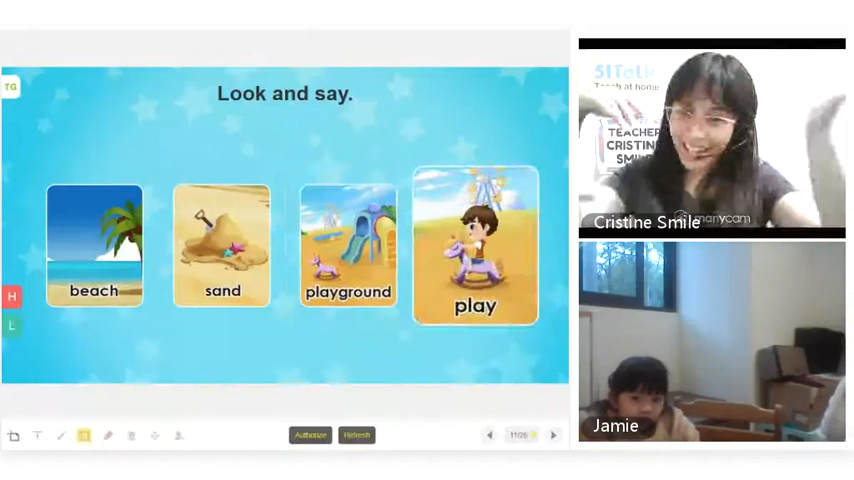 TG
Look and say.
beach
sand
playground
play
H
L
Authorize
Refresh
11/26
51Talk
Teach at home
TEACHER
CRISTINE
SMILE
Cristine Smile
manycam
Jamie